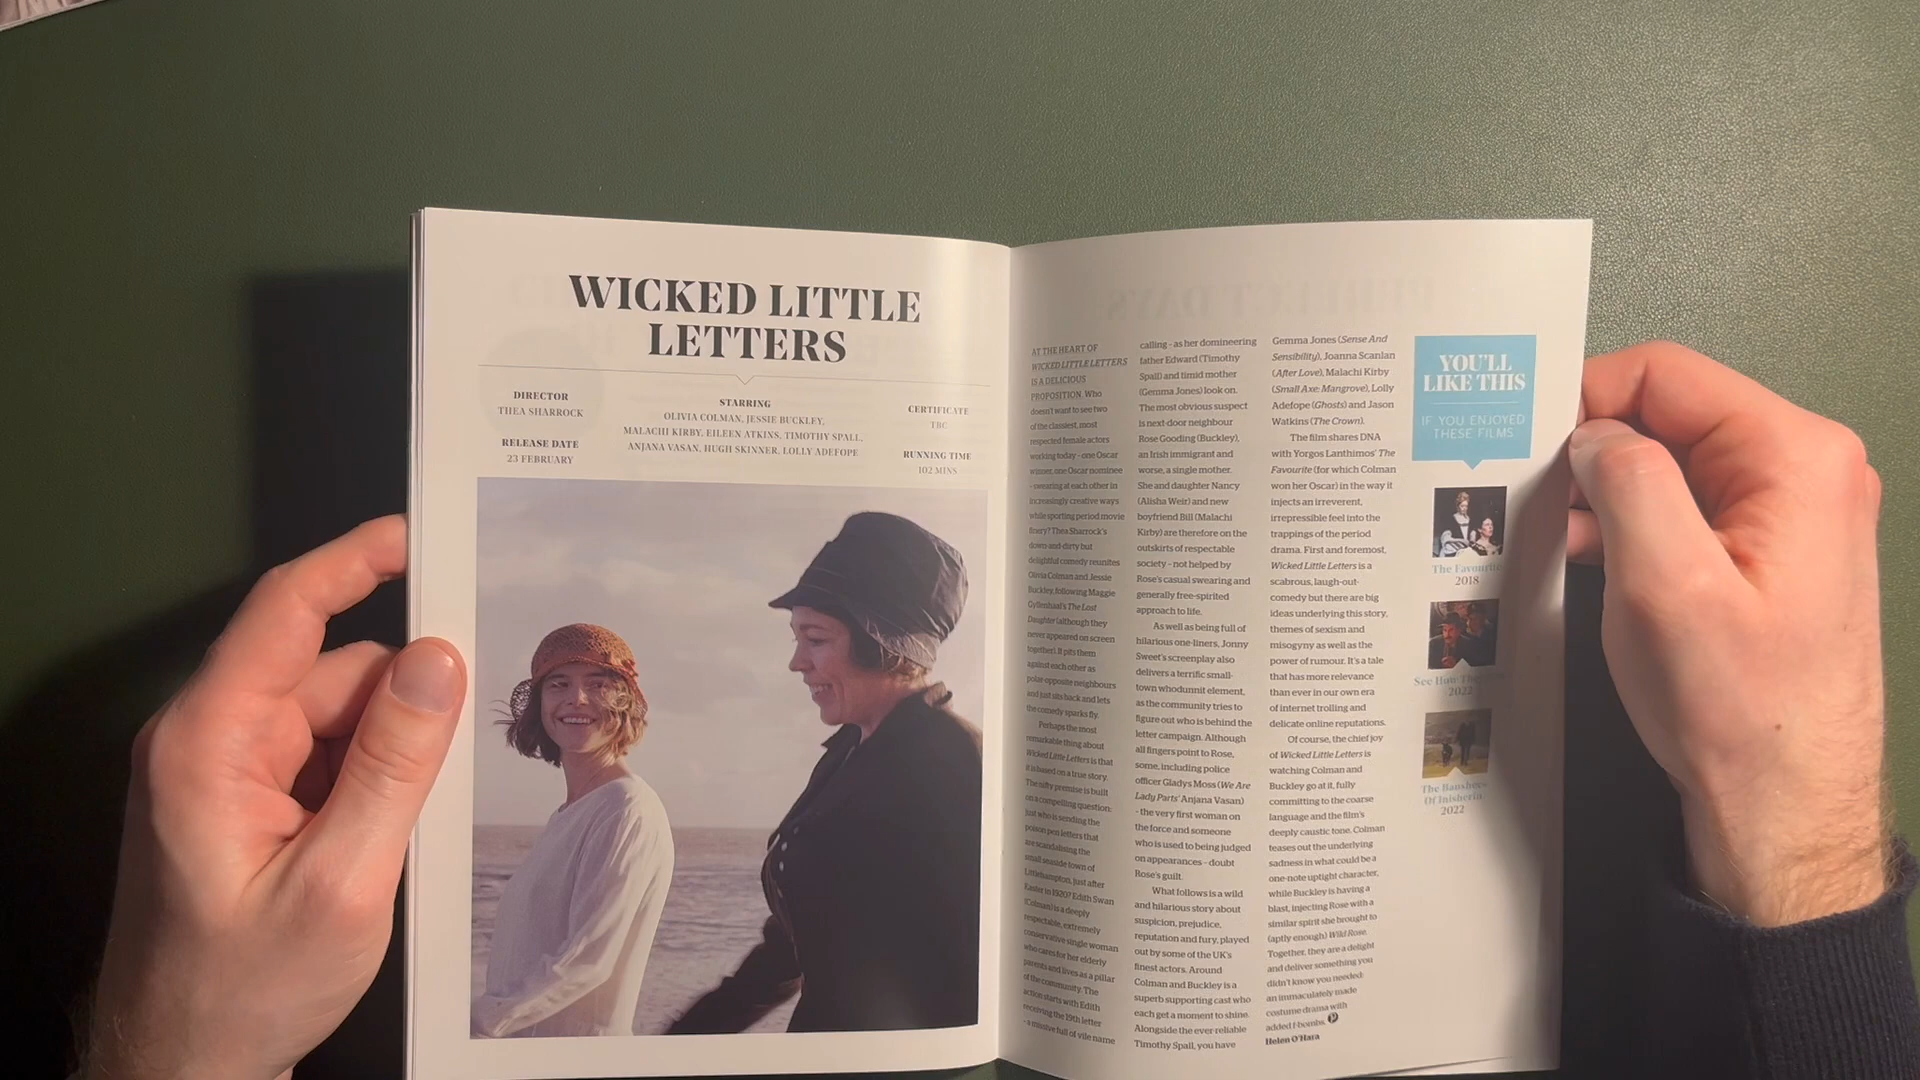 WICKED LITTLE
LETTERS
DIRECTOR
THEA SHARROCK
RELEASE DATE
23 FEBRUARY
STARRING
OLIVIA COLMAN, JESSIE BUCKLEY,
MALACHI KIRBY, EILEEN ATKINS, TIMOTHY SPALL,
ANJANA VASAN, HUGH SKINNER, LOLLY ADEFOPE
CERTIFICATE
TBC
RUNNING TIME
102 MINS
AT THE HEART OF
WICKED LITTLE LETTERS
IS A DELICIOUS
PROPOSITION. Who
doesn't want to see two
of the classiest, most
respected female actors
working today - one Oscar
winner, one Oscar nominee
- swearing at each other in
increasingly creative ways
while sporting period movie
finery? Thea Sharrock's
down-and-dirty but
delightful comedy reunites
Olivia Colman and Jessie
Buckley, following Maggie
Gyllenhaal's The Lost
Daughter (although they
never appeared on screen
together). It pits them
against each other as
polar opposite neighbours
and just sits back and lets
the comedy sparks fly.
Perhaps the most
remarkable thing about
Wicked Little Letters is that
it is based on a true story.
The nifty premise is built
on a compelling question:
just who is sending the
poison pen letters that
are scandalising the
small seaside town of
Littlehampton, just after
Easter in 1920? Edith Swan
(Colman) is a deeply
respectable, extremely
conservative single woman
who cares for her elderly
parents and lives as a pillar
of the community. The
action starts with Edith
receiving the 19th letter
- a missive full of vile name
calling - as her domineering
father Edward (Timothy
Spall) and timid mother
(Gemma Jones) look on.
The most obvious suspect
is next-door neighbour
Rose Gooding (Buckley),
an Irish immigrant and
worse, a single mother.
She and daughter Nancy
(Alisha Weir) and new
boyfriend Bill (Malachi
Kirby) are therefore on the
outskirts of respectable
society - not helped by
Rose's casual swearing and
generally free-spirited
approach to life.
As well as being full of
hilarious one-liners, Jonny
Sweet's screenplay also
delivers a terrific small-
town whodunnit element,
as the community tries to
figure out who is behind the
letter campaign. Although
all fingers point to Rose,
some, including police
officer Gladys Moss (We Are
Lady Parts' Anjana Vasan)
- the very first woman on
the force and someone
who is used to being judged
on appearances - doubt
Rose's guilt.
What follows is a wild
and hilarious story about
suspicion, prejudice,
reputation and fury, played
out by some of the UK's
finest actors. Around
Colman and Buckley is a
superb supporting cast who
each get a moment to shine.
Alongside the ever-reliable
Timothy Spall, you have
Gemma Jones (Sense And
Sensibility), Joanna Scanlan
(After Love), Malachi Kirby
(Small Axe: Mangrove), Lolly
Adefope (Ghosts) and Jason
Watkins (The Crown).
The film shares DNA
with Yorgos Lanthimos' The
Favourite (for which Colman
won her Oscar) in the way it
injects an irreverent,
irrepressible feel into the
trappings of the period
drama. First and foremost,
Wicked Little Letters is a
scabrous, laugh-out-
comedy but there are big
ideas underlying this story,
themes of sexism and
misogyny as well as the
power of rumour. It's a tale
that has more relevance
than ever in our own era
of internet trolling and
delicate online reputations.
Of course, the chief joy
of Wicked Little Letters is
watching Colman and
Buckley go at it, fully
committing to the coarse
language and the film's
deeply caustic tone. Colman
teases out the underlying
sadness in what could be a
one-note uptight character,
while Buckley is having a
blast, injecting Rose with a
similar spirit she brought to
(aptly enough) Wild Rose.
Together, they are a delight
and deliver something you
didn't know you needed:
an immaculately made
costume drama with
added f-bombs.
Helen O'Hara
YOU'LL
LIKE THIS
IF YOU ENJOYED
THESE FILMS
The Favourite
2018
See How
2022
The Banshees
Of Inisherin
2022